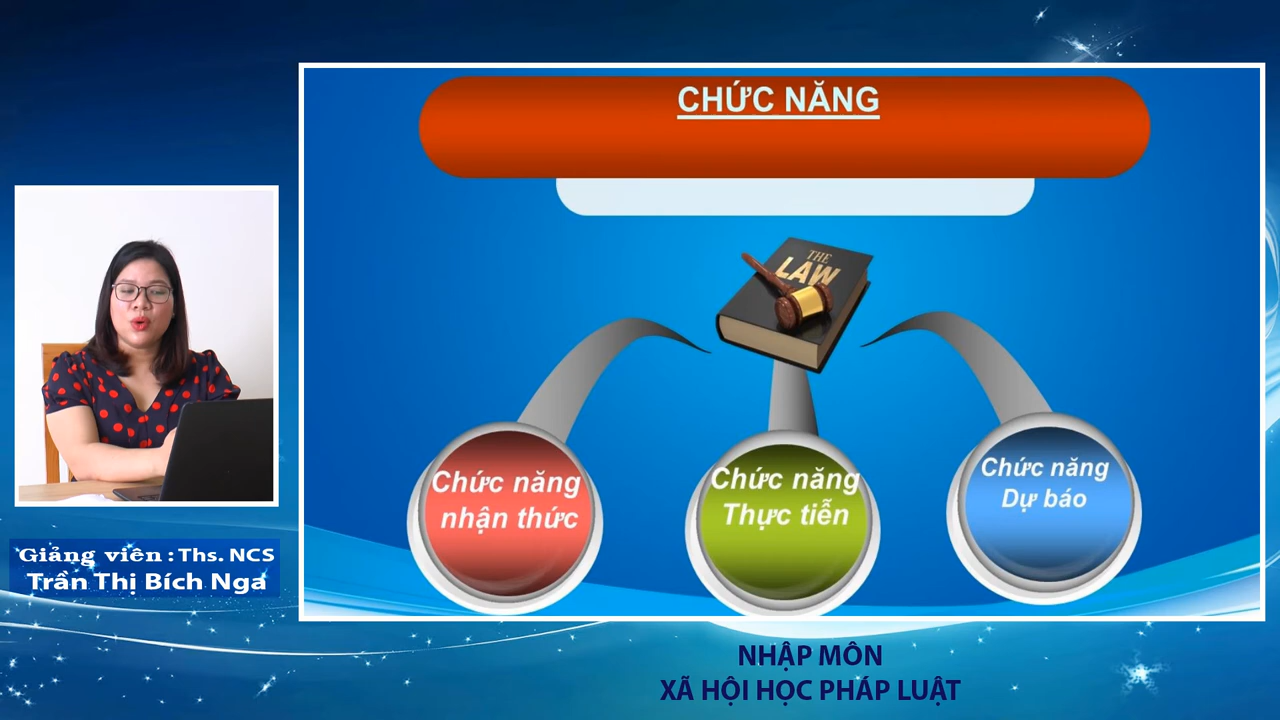 CHỨC NĂNG
THE
LAW
Chức năng
nhận thức
Chức năng
Thực tiễn
Chức năng
Dự báo
Giảng viên : Ths. NCS
Trần Thị Bích Nga
NHẬP MÔN
XÃ HỘI HỌC PHÁP LUẬT